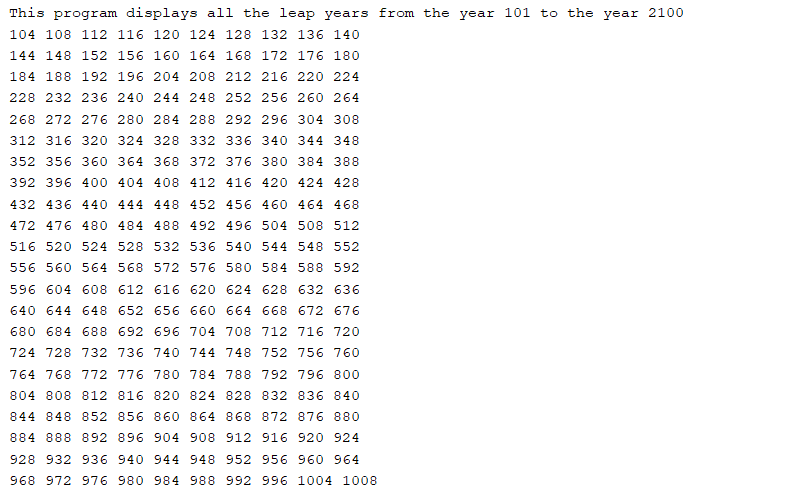 This program displays all the leap years from the year 101 to the year 2100
104 108 112 116 120 124 128 132 136 140
144 148 152 156 160 164 168 172 176 180
184 188 192 196 204 208 212 216 220 224
228 232 236 240 244 248 252 256 260 264
268 272 276 280 284 288 292 296 304 308
312 316 320 324 328 332 336 340 344 348
352 356 360 364 368 372 376 380 384 388
392 396 400 404 408 412 416 420 424 428
432 436 440 444 448 452 456 460 464 468
472 476 480 484 488 492 496 504 508 512
516 520 524 528 532 536 540 544 548 552
556 560 564 568 572 576 580 584 588 592
596 604 608 612 616 620 624 628 632 636
640 644 648 652 656 660 664 668 672 676
680 684 688 692 696 704 708 712 716 720
724 728 732 736 740 744 748 752 756 760
764 768 772 776 780 784 788 792 796 800
804 808 812 816 820 824 828 832 836 840
844 848 852 856 860 864 868 872 876 880
884 888 892 896 904 908 912 916 920 924
928 932 936 940 944 948 952 956 960 964
968 972 976 980 984 988 992 996 1004 1008